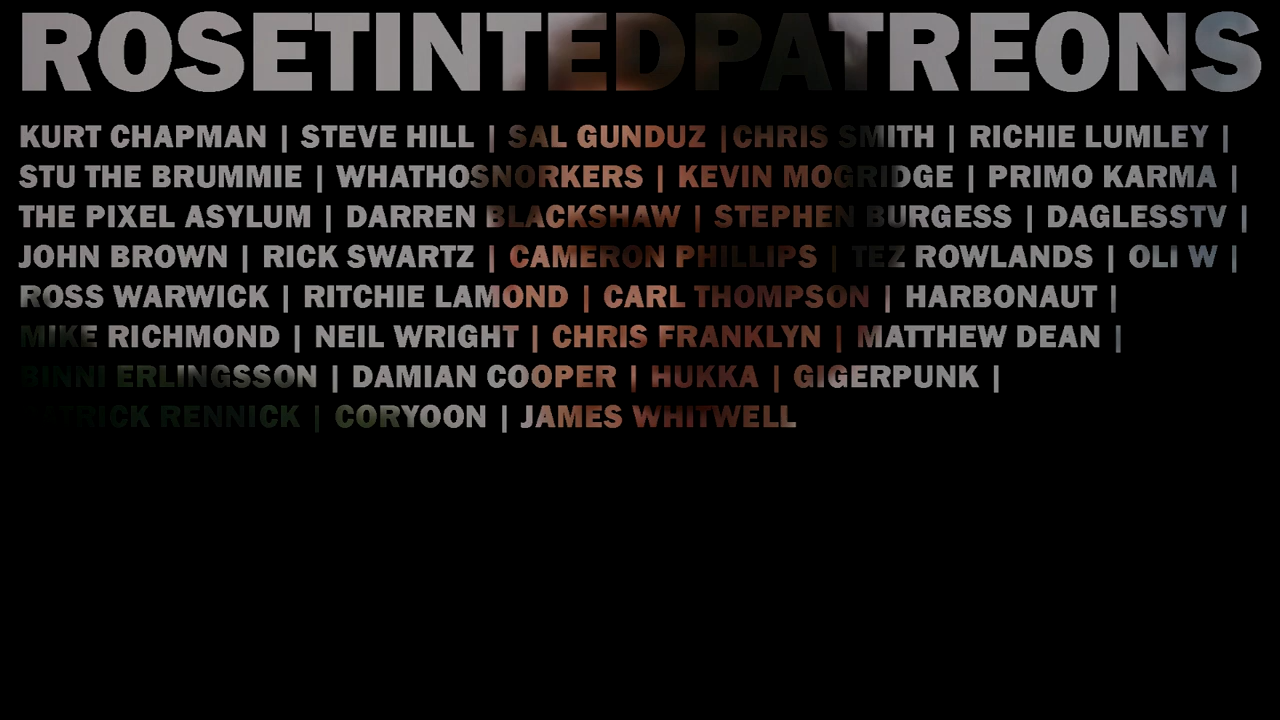 ROSETINTEDPATREONS
KURT CHAPMAN | STEVE HILL | SAL GUNDUZ | CHRIS SMITH | RICHIE LUMLEY |
STU THE BRUMMIE | WHATHOSNORKERS | KEVIN MOGRIDGE | PRIMO KARMA |
THE PIXEL ASYLUM | DARREN BLACKSHAW | STEPHEN BURGESS | DAGLESSTV |
JOHN BROWN | RICK SWARTZ | CAMERON PHILLIPS | TEZ ROWLANDS | OLI W |
ROSS WARWICK | RITCHIE LAMOND | CARL THOMPSON | HARBONAUT |
MIKE RICHMOND | NEIL WRIGHT | CHRIS FRANKLYN | MATTHEW DEAN |
BINNI ERLINGSSON | DAMIAN COOPER | HUKKA | GIGERPUNK |
RENNICK | CORYOON | JAMES WHITWELL